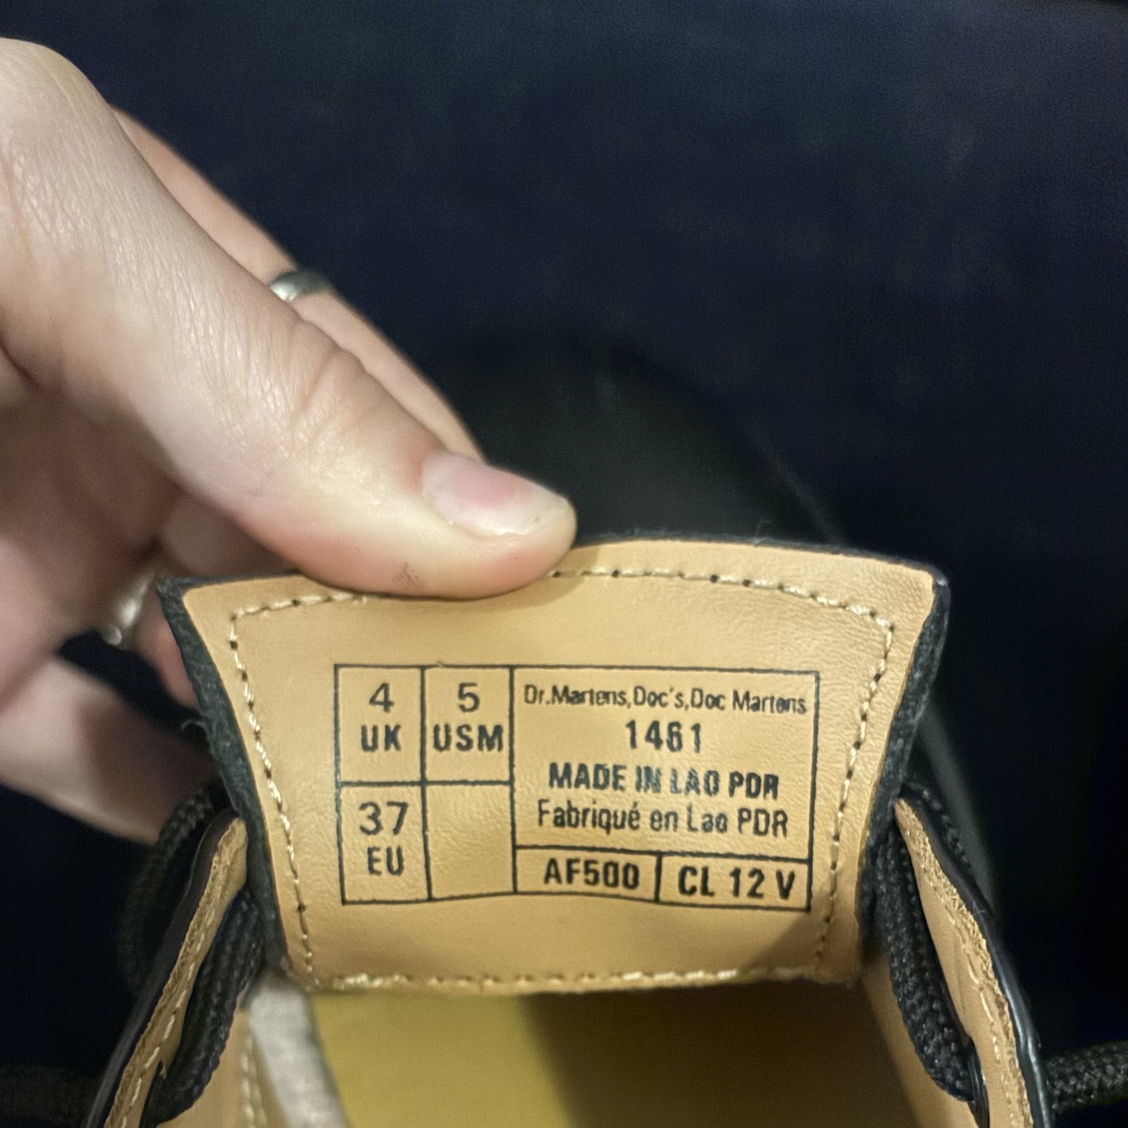 4
UK
5
USM
37
EU
Dr.Martens,Doc's,Doc Martens
1461
MADE IN LAO PDR
Fabriqué en Lao PDR
AF500
CL 12 V